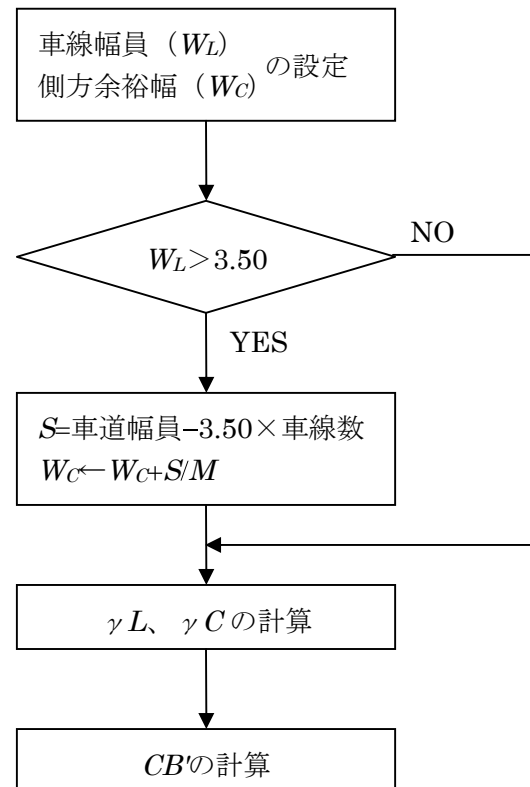 車線幅員（WL）
側方余裕幅（WC）の設定
WL＞3.50
NO
YES
S=車道幅員−3.50×車線数
WC←WC+S/M
γL、γCの計算
CB'の計算